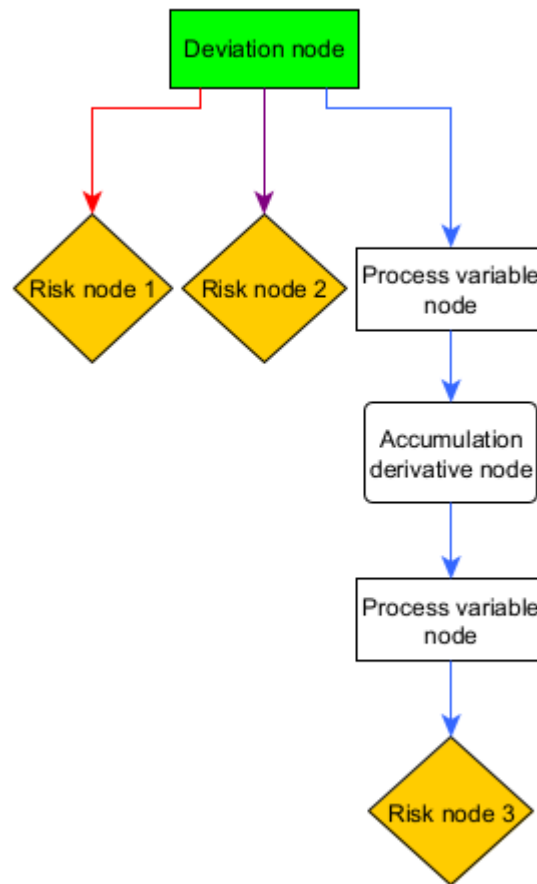 Deviation node
Risk node 1
Risk node 2
Process variable
node
Accumulation
derivative node
Process variable
node
Risk node 3